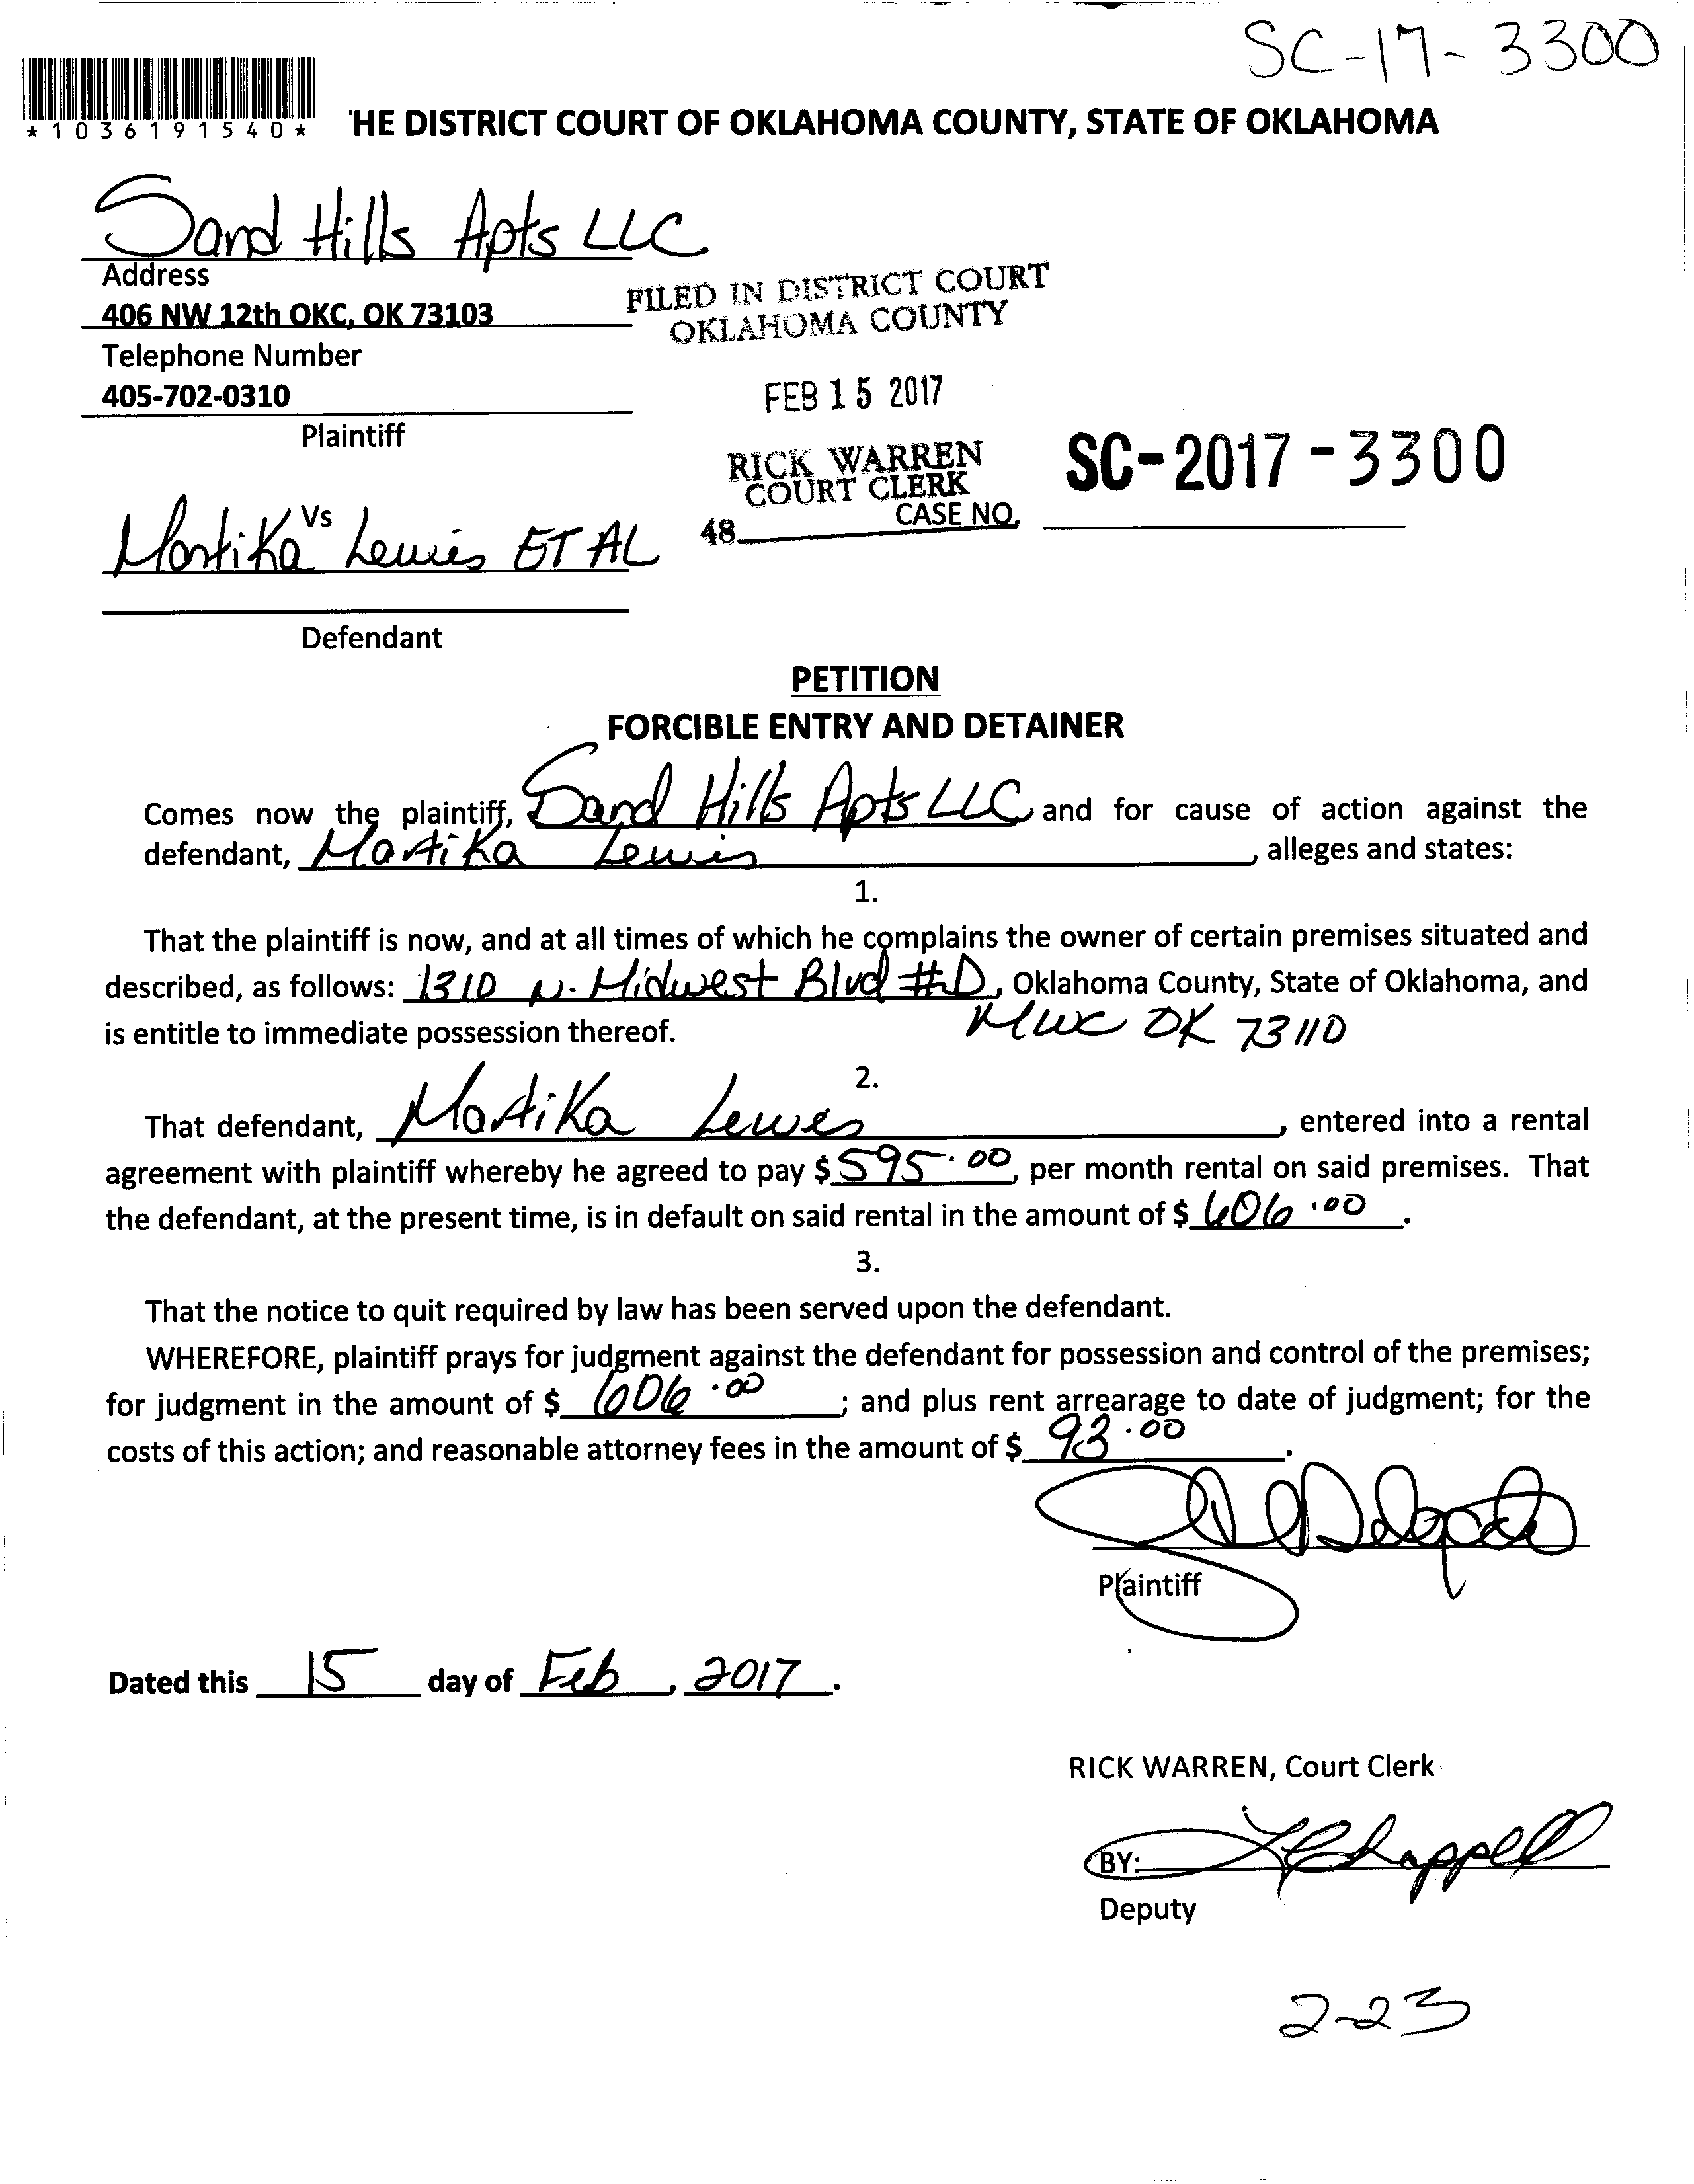 SC-17-3300
*1036191540*
'HE DISTRICT COURT OF OKLAHOMA COUNTY, STATE OF OKLAHOMA
Sand Hills Apts LLC
Address
406 NW 12th OKC, OK 73103
Telephone Number
405-702-0310
Plaintiff
FILED IN DISTRICT COURT
OKLAHOMA COUNTY
FEB 15 2017
RICK WARREN
COURT CLERK
48 CASE NO. SC-2017-3300
Vs
Martika Lewis ET AL
Defendant
PETITION
FORCIBLE ENTRY AND DETAINER
Comes now the plaintiff, Sand Hills Apts LLC and for cause of action against the
defendant, Martika Lewis, alleges and states:
1.
That the plaintiff is now, and at all times of which he complains the owner of certain premises situated and
described, as follows: 1310 N. Midwest Blvd #D, Oklahoma County, State of Oklahoma, and
MWC OK 73110
is entitle to immediate possession thereof.
2.
That defendant, Martika Lewis, entered into a rental
agreement with plaintiff whereby he agreed to pay $595.00, per month rental on said premises. That
the defendant, at the present time, is in default on said rental in the amount of $606.00.
3.
That the notice to quit required by law has been served upon the defendant.
WHEREFORE, plaintiff prays for judgment against the defendant for possession and control of the premises;
for judgment in the amount of $606.00; and plus rent arrearage to date of judgment; for the
costs of this action; and reasonable attorney fees in the amount of $93.00.
Plaintiff
Dated this 15 day of Feb, 2017.
RICK WARREN, Court Clerk
BY: Chappell
Deputy
2-23